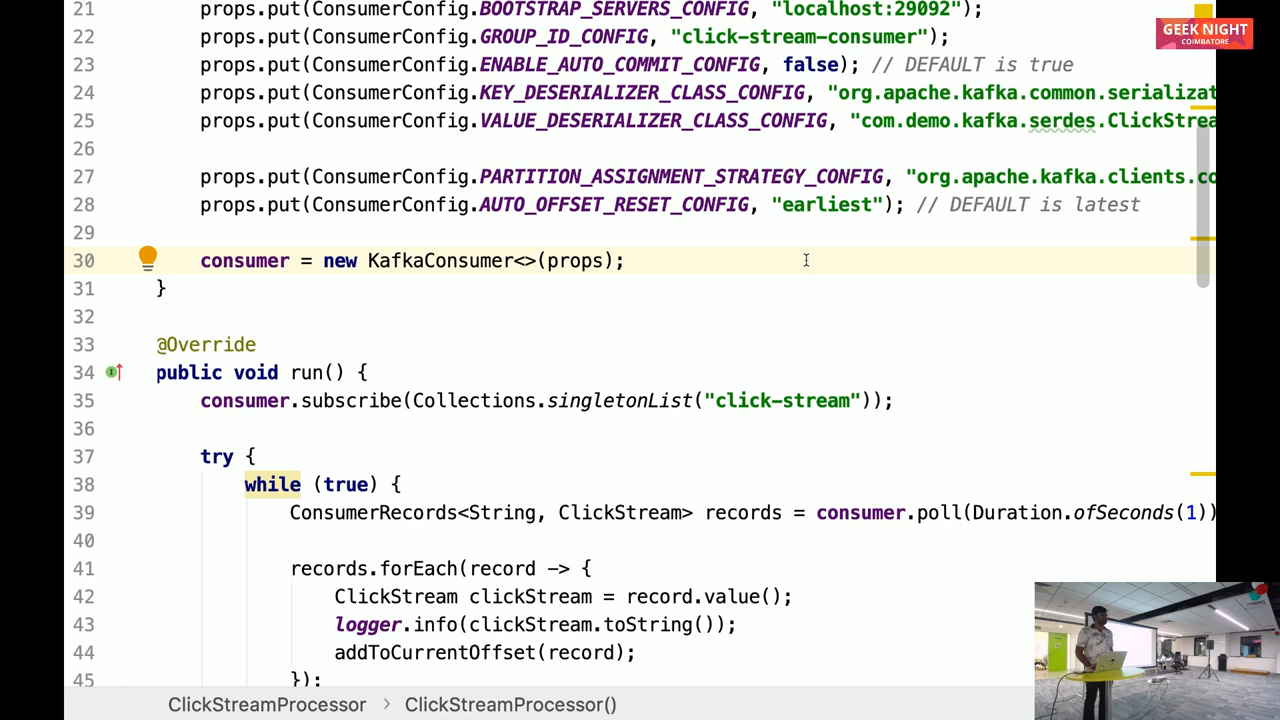 GEEK NIGHT
COIMBATORE
21 props.put(ConsumerConfig.BOOTSTRAP_SERVERS_CONFIG, "localhost:29092");
22 props.put(ConsumerConfig.GROUP_ID_CONFIG, "click-stream-consumer");
23 props.put(ConsumerConfig.ENABLE_AUTO_COMMIT_CONFIG, false); // DEFAULT is true
24 props.put(ConsumerConfig.KEY_DESERIALIZER_CLASS_CONFIG, "org.apache.kafka.common.serializat
25 props.put(ConsumerConfig.VALUE_DESERIALIZER_CLASS_CONFIG, "com.demo.kafka.serdes.ClickStrea
26
27 props.put(ConsumerConfig.PARTITION_ASSIGNMENT_STRATEGY_CONFIG, "org.apache.kafka.clients.co
28 props.put(ConsumerConfig.AUTO_OFFSET_RESET_CONFIG, "earliest"); // DEFAULT is latest
29
30 consumer = new KafkaConsumer<>(props);
31 }
32
33 @Override
34 public void run() {
35 consumer.subscribe(Collections.singletonList("click-stream"));
36
37 try {
38 while (true) {
39 ConsumerRecords<String, ClickStream> records = consumer.poll(Duration.ofSeconds(1))
40
41 records.forEach(record -> {
42 ClickStream clickStream = record.value();
43 logger.info(clickStream.toString());
44 addToCurrentOffset(record);
45 });
ClickStreamProcessor > ClickStreamProcessor()